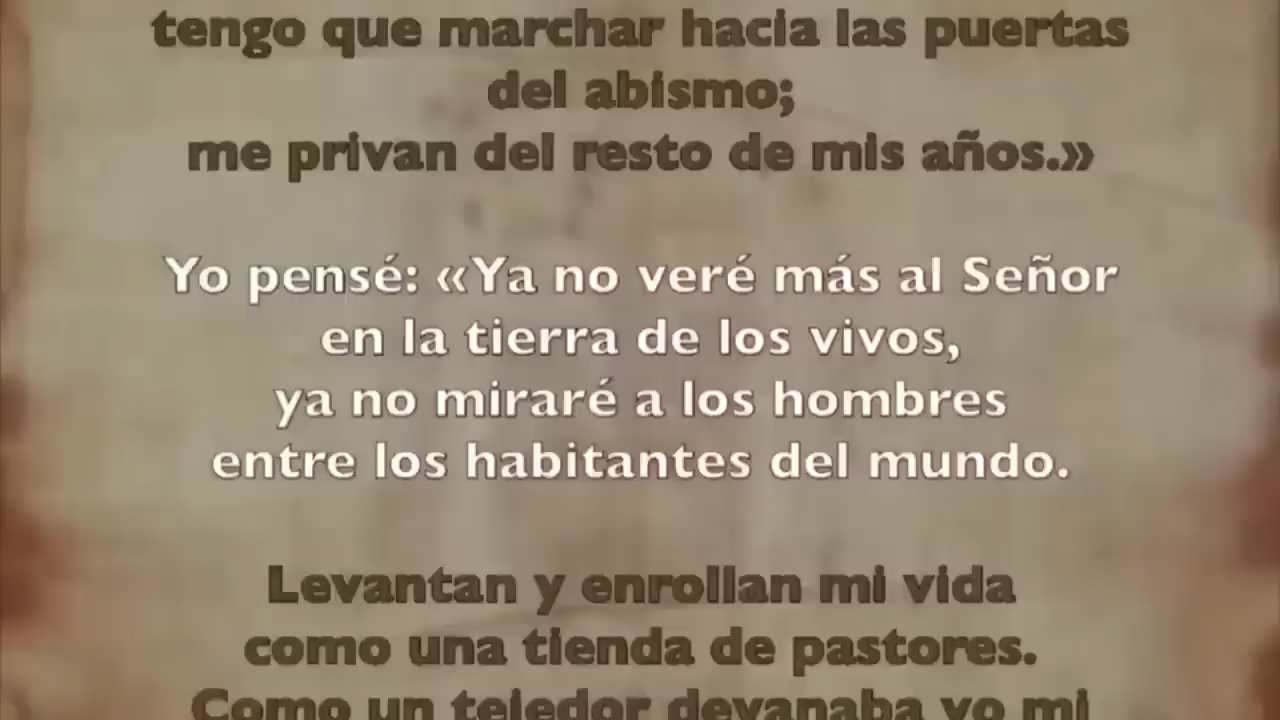 tengo que marchar hacia las puertas
del abismo;
me privan del resto de mis años.»
Yo pensé: «Ya no veré más al Señor
en la tierra de los vivos,
ya no miraré a los hombres
entre los habitantes del mundo.
Levantan y enrollan mi vida
como una tienda de pastores.
Como un tejedor devanaba yo mi